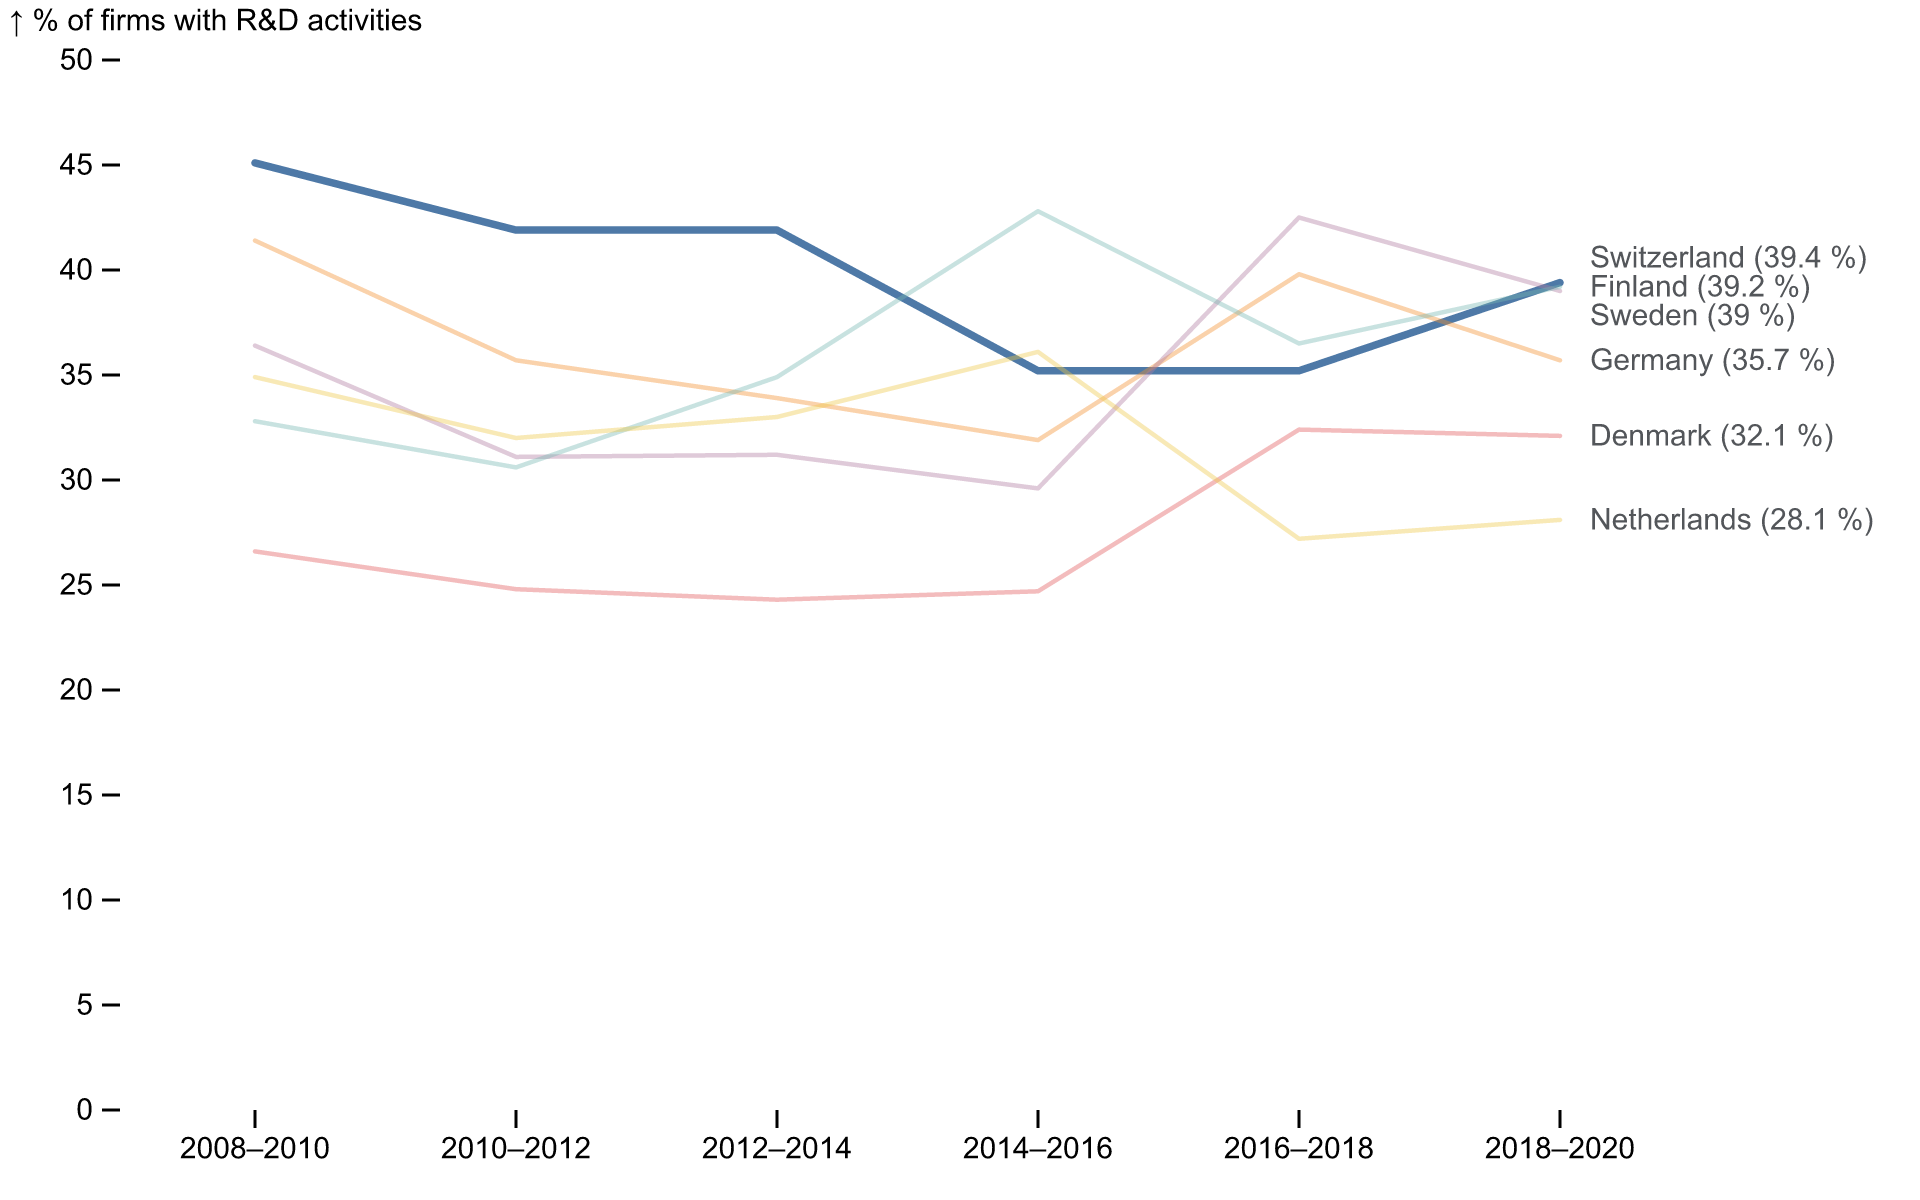 ↑ % of firms with R&D activities
50
45
40
35
30
25
20
15
10
5
0
Switzerland (39.4 %)
Finland (39.2 %)
Sweden (39 %)
Germany (35.7 %)
Denmark (32.1 %)
Netherlands (28.1 %)
2008–2010 2010–2012 2012–2014 2014–2016 2016–2018 2018–2020